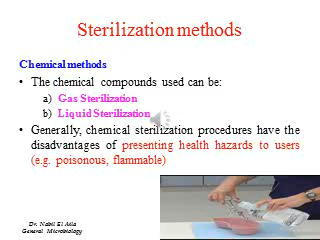 Sterilization methods
Chemical methods
• The chemical compounds used can be:
a) Gas Sterilization
b) Liquid Sterilization
• Generally, chemical sterilization procedures have the
disadvantages of presenting health hazards to users
(e.g. poisonous, flammable)
Dr. Nabil El Aila
General Microbiology